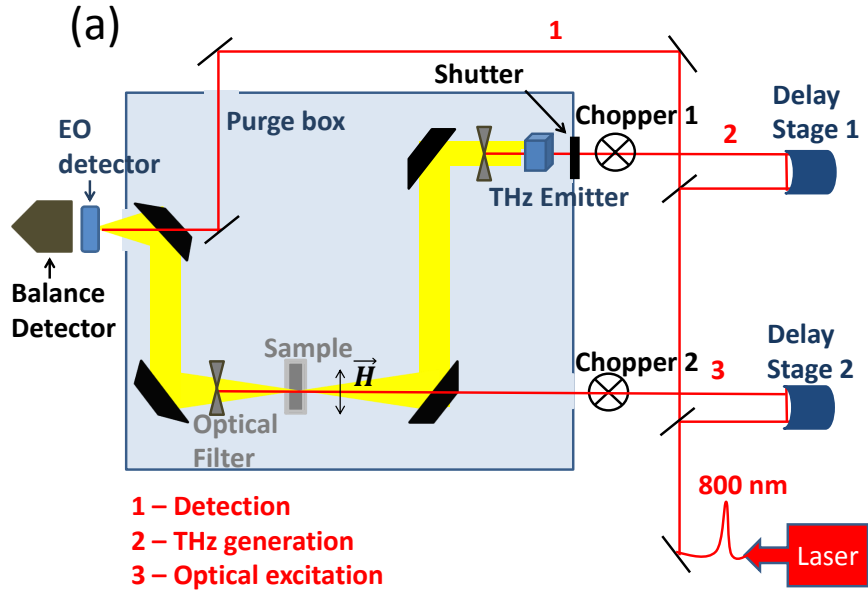 (a)
1
Shutter
Chopper 1
Delay
Stage 1
EO
detector
Purge box
2
THz Emitter
Balance
Detector
Sample
H
Chopper 2
Delay
Stage 2
3
Optical
Filter
1 – Detection
2 – THz generation
3 – Optical excitation
800 nm
Laser